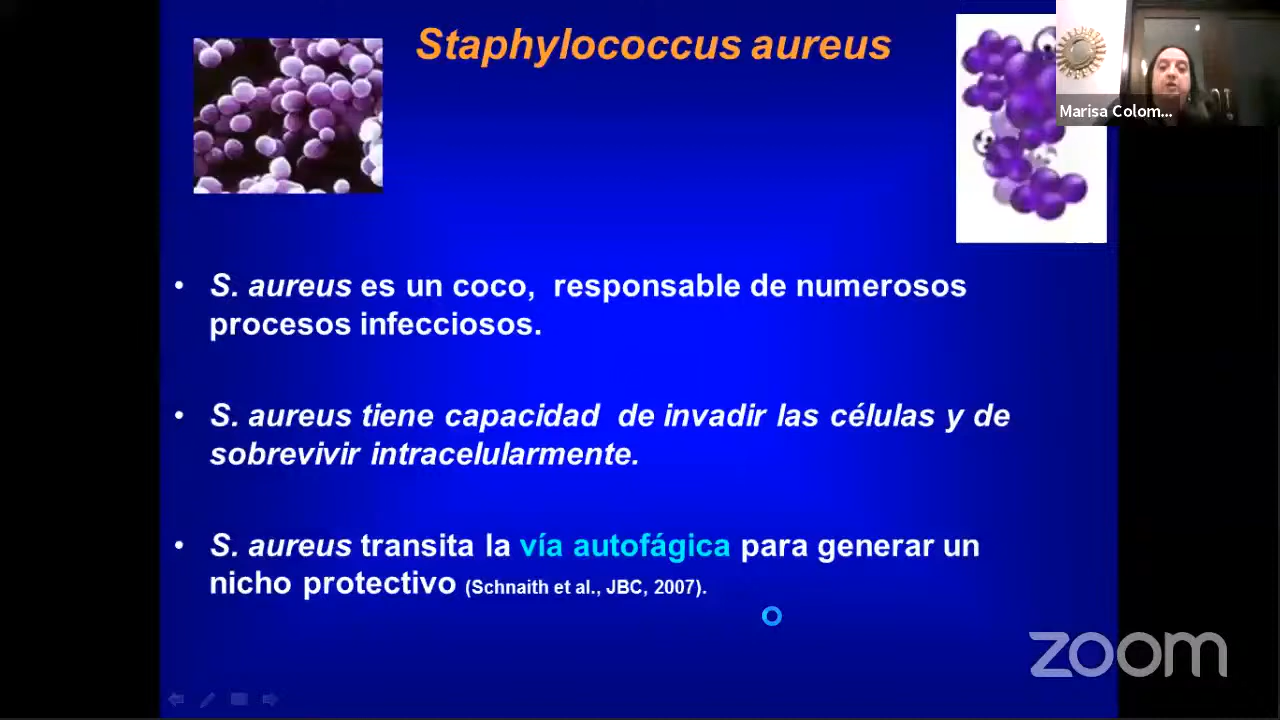 Staphylococcus aureus
Marisa Colom...
• S. aureus es un coco, responsable de numerosos
procesos infecciosos.
• S. aureus tiene capacidad de invadir las células y de
sobrevivir intracelularmente.
• S. aureus transita la vía autofágica para generar un
nicho protectivo (Schnaith et al., JBC, 2007).
zoom